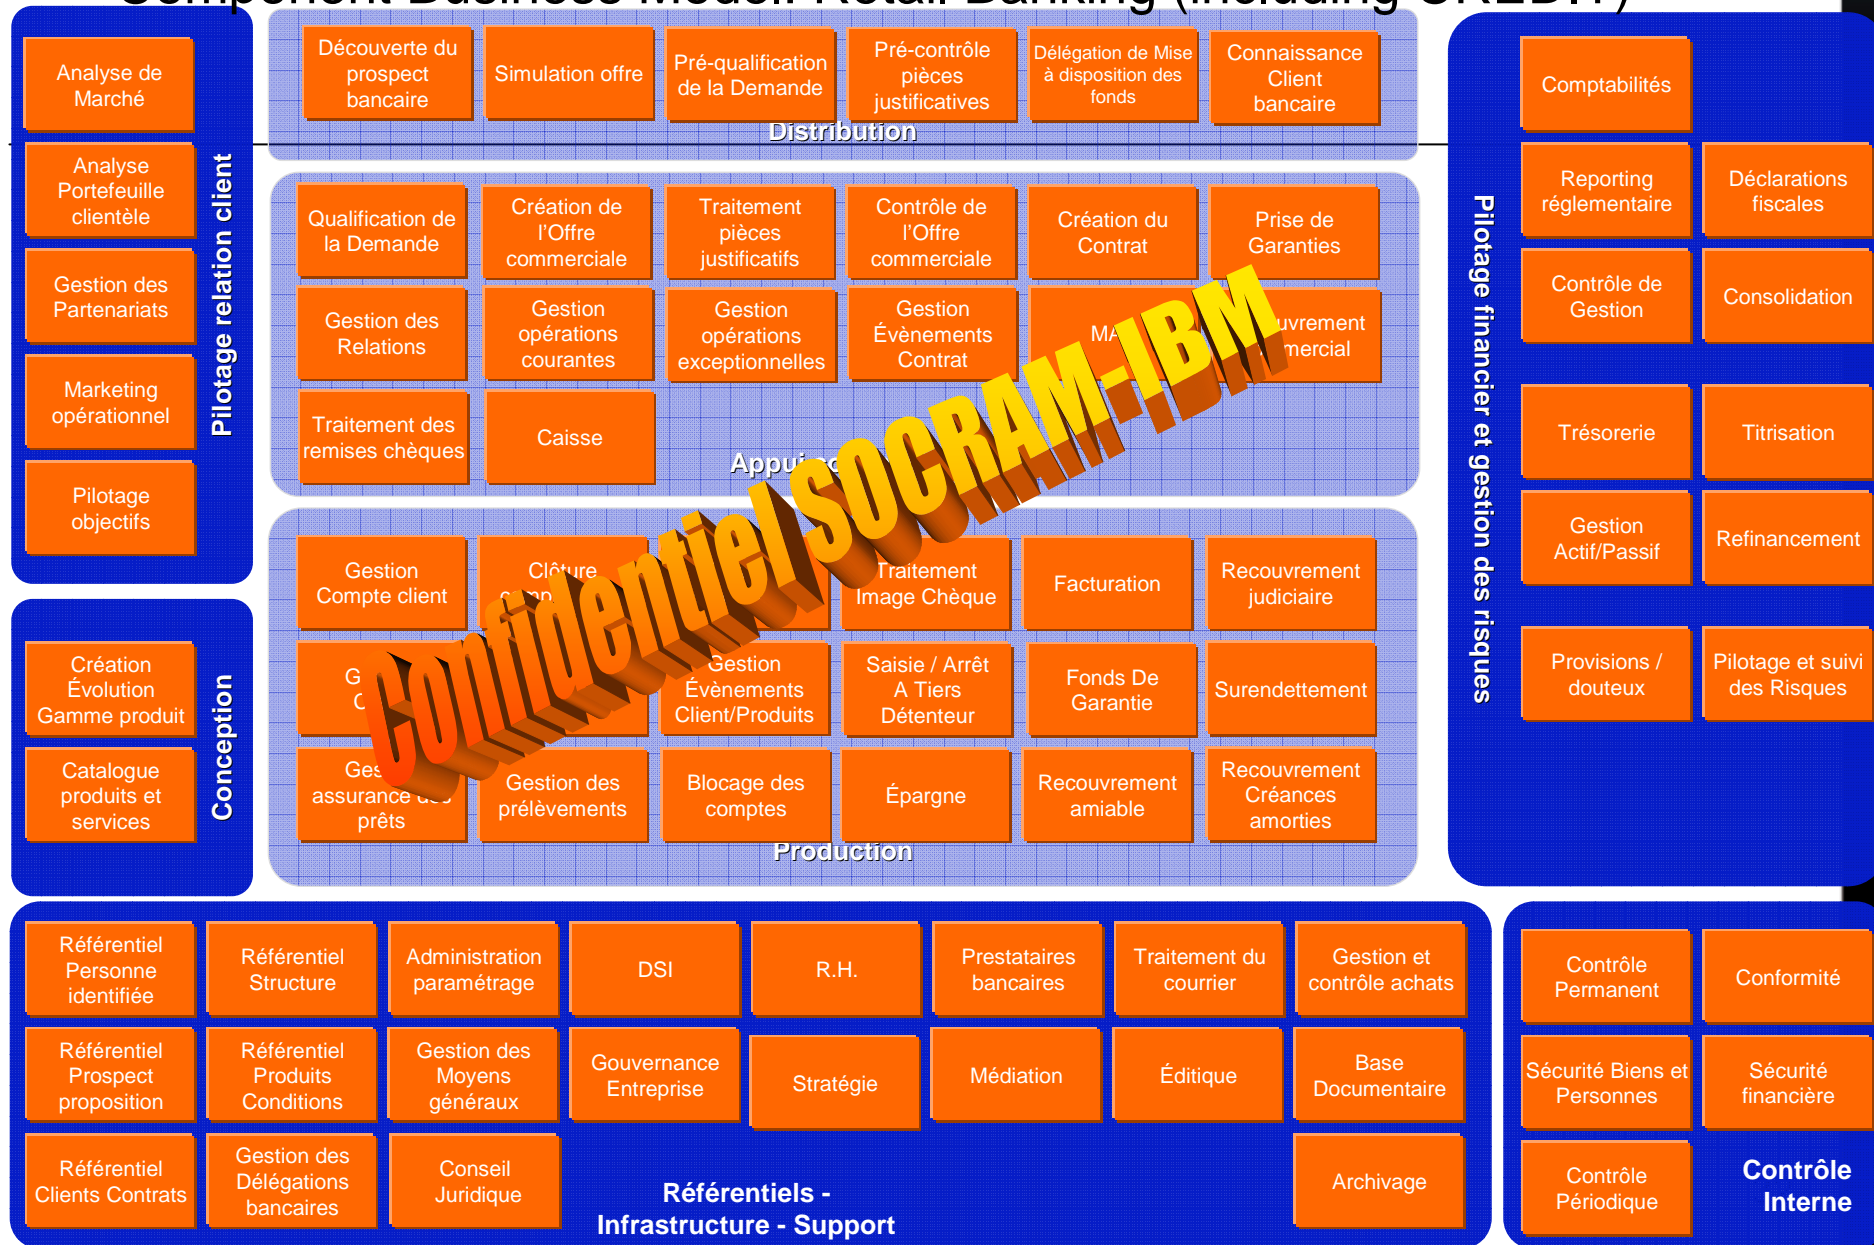 Component Business Model: Retail Banking (including CREDIT)
Analyse de
Marché
Analyse
Portefeuille
clientèle
Gestion des
Partenariats
Marketing
opérationnel
Pilotage
objectifs
Pilotage relation client
Création
Évolution
Gamme produit
Catalogue
produits et
services
Conception
Découverte du
prospect
bancaire
Simulation offre
Pré-qualification
de la Demande
Pré-contrôle
pièces
justificatives
Délégation de Mise
à disposition des
fonds
Connaissance
Client
bancaire
Distribution
Qualification de
la Demande
Création de
l'Offre
commerciale
Traitement
pièces
justificatifs
Contrôle de
l'Offre
commerciale
Création du
Contrat
Prise de
Garanties
Gestion des
Relations
Gestion
opérations
courantes
Gestion
opérations
exceptionnelles
Gestion
Évènements
Contrat
Traitement des
remises chèques
Caisse
Appui
Confidentiel SOCRAM-IBM
Gestion
Compte client
Clôture
Traitement
Image Chèque
Facturation
Recouvrement
judiciaire
Gestion
Évènements
Client/Produits
Saisie / Arrêt
A Tiers
Détenteur
Fonds De
Garantie
Surendettement
assurance des
prêts
Gestion des
prélèvements
Blocage des
comptes
Épargne
Recouvrement
amiable
Recouvrement
Créances
amorties
Production
Pilotage financier et gestion des risques
Comptabilités
Reporting
réglementaire
Déclarations
fiscales
Contrôle de
Gestion
Consolidation
Trésorerie
Titrisation
Gestion
Actif/Passif
Refinancement
Provisions /
douteux
Pilotage et suivi
des Risques
Référentiel
Personne
identifiée
Référentiel
Structure
Administration
paramétrage
DSI
R.H.
Prestataires
bancaires
Traitement du
courrier
Gestion et
contrôle achats
Référentiel
Prospect
proposition
Référentiel
Produits
Conditions
Gestion des
Moyens
généraux
Gouvernance
Entreprise
Stratégie
Médiation
Éditique
Base
Documentaire
Référentiel
Clients Contrats
Gestion des
Délégations
bancaires
Conseil
Juridique
Archivage
Référentiels -
Infrastructure - Support
Contrôle
Permanent
Conformité
Sécurité Biens et
Personnes
Sécurité
financière
Contrôle
Périodique
Contrôle
Interne